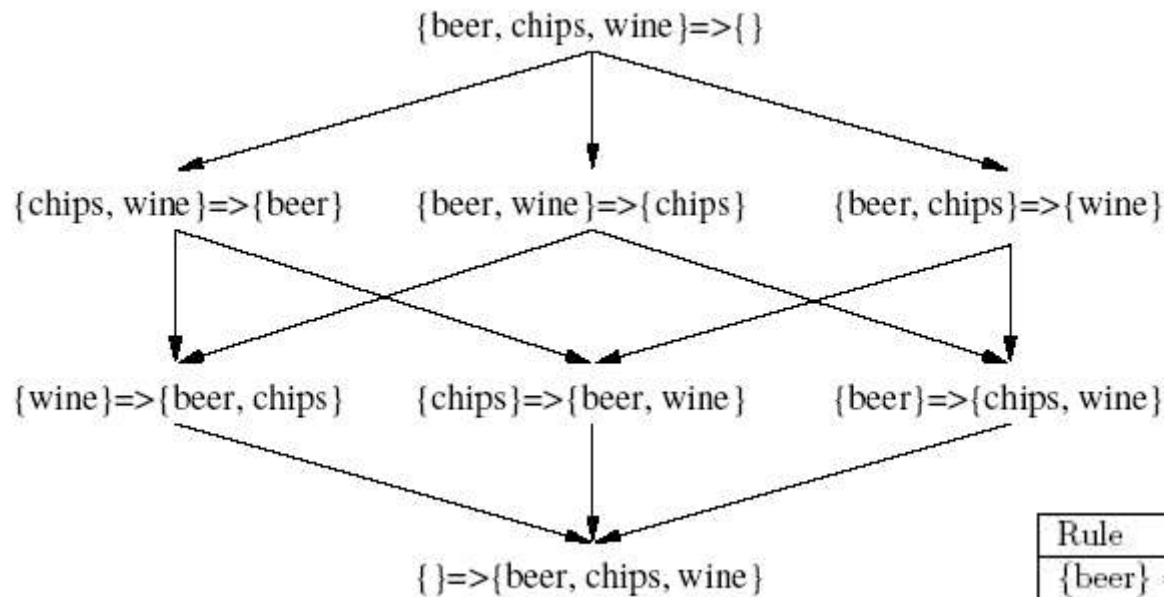 {beer, chips, wine}=>{}
{chips, wine}=>{beer} {beer, wine}=>{chips} {beer, chips}=>{wine}
{wine}=>{beer, chips} {chips}=>{beer, wine} {beer}=>{chips, wine}
{}=>{beer, chips, wine}
Rule
{beer}